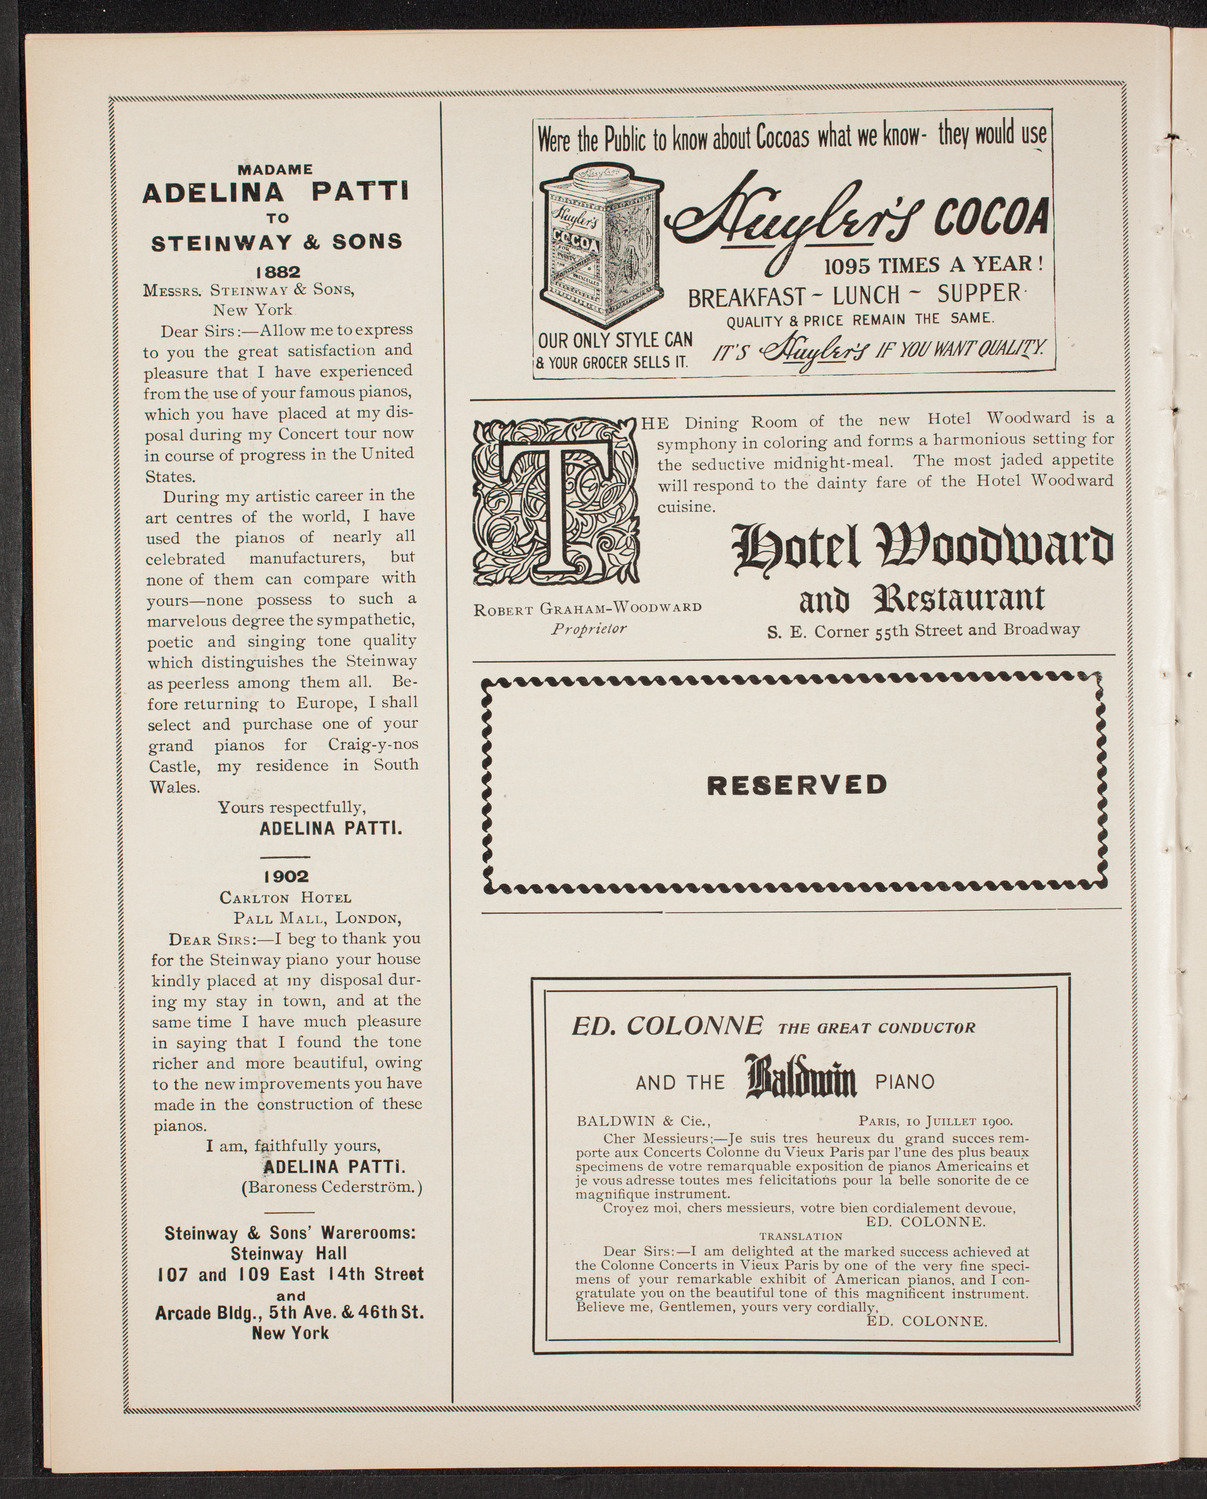 MADAME
ADELINA PATTI
TO
STEINWAY & SONS
1882
MESSRS. STEINWAY & SONS,
New York
Dear Sirs:—Allow me to express
to you the great satisfaction and
pleasure that I have experienced
from the use of your famous pianos,
which you have placed at my dis-
posal during my Concert tour now
in course of progress in the United
States.
During my artistic career in the
art centres of the world, I have
used the pianos of nearly all
celebrated manufacturers, but
none of them can compare with
yours—none possess to such a
marvelous degree the sympathetic,
poetic and singing tone quality
which distinguishes the Steinway
as peerless among them all. Be-
fore returning to Europe, I shall
select and purchase one of your
grand pianos for Craig-y-nos
Castle, my residence in South
Wales.
Yours respectfully,
ADELINA PATTI.
1902
CARLTON HOTEL
PALL MALL, LONDON,
DEAR SIRS:—I beg to thank you
for the Steinway piano your house
kindly placed at my disposal dur-
ing my stay in town, and at the
same time I have much pleasure
in saying that I found the tone
richer and more beautiful, owing
to the new improvements you have
made in the construction of these
pianos.
I am, faithfully yours,
ADELINA PATTi.
(Baroness Cederström.)
Steinway & Sons' Warerooms:
Steinway Hall
107 and 109 East 14th Street
and
Arcade Bldg., 5th Ave. & 46th St.
New York
Were the Public to know about Cocoas what we know- they would use
Huyler's
COCOA
Huyler's COCOA
1095 TIMES A YEAR!
BREAKFAST ~ LUNCH ~ SUPPER
QUALITY & PRICE REMAIN THE SAME.
OUR ONLY STYLE CAN
& YOUR GROCER SELLS IT.
IT'S Huyler's IF YOU WANT QUALITY.
THE Dining Room of the new Hotel Woodward is a
symphony in coloring and forms a harmonious setting for
the seductive midnight-meal. The most jaded appetite
will respond to the dainty fare of the Hotel Woodward
cuisine.
Hotel Woodward
and Restaurant
S. E. Corner 55th Street and Broadway
ROBERT GRAHAM-WOODWARD
Proprietor
RESERVED
ED. COLONNE THE GREAT CONDUCTOR
AND THE Baldwin PIANO
BALDWIN & Cie., PARIS, 10 JUILLET 1900.
Cher Messieurs:—Je suis tres heureux du grand succes rem-
porte aux Concerts Colonne du Vieux Paris par l'une des plus beaux
specimens de votre remarquable exposition de pianos Americains et
je vous adresse toutes mes felicitations pour la belle sonorite de ce
magnifique instrument.
Croyez moi, chers messieurs, votre bien cordialement devoue,
ED. COLONNE.
TRANSLATION
Dear Sirs:—I am delighted at the marked success achieved at
the Colonne Concerts in Vieux Paris by one of the very fine speci-
mens of your remarkable exhibit of American pianos, and I con-
gratulate you on the beautiful tone of this magnificent instrument.
Believe me, Gentlemen, yours very cordially,
ED. COLONNE.